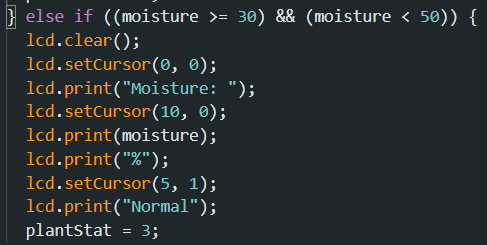 } else if ((moisture >= 30) && (moisture < 50)) {
lcd.clear();
lcd.setCursor(0, 0);
lcd.print("Moisture: ");
lcd.setCursor(10, 0);
lcd.print(moisture);
lcd.print("%");
lcd.setCursor(5, 1);
lcd.print("Normal");
plantStat = 3;